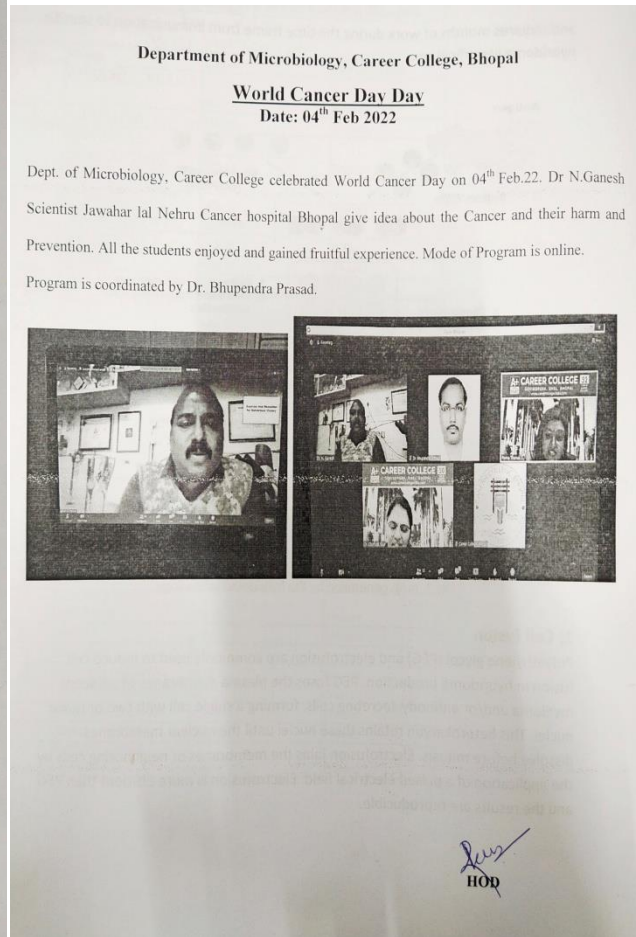 Department of Microbiology, Career College, Bhopal
World Cancer Day Day
Date: 04th Feb 2022
Dept. of Microbiology, Career College celebrated World Cancer Day on 04th Feb.22. Dr N.Ganesh
Scientist Jawahar lal Nehru Cancer hospital Bhopal give idea about the Cancer and their harm and
Prevention. All the students enjoyed and gained fruitful experience. Mode of Program is online.
Program is coordinated by Dr. Bhupendra Prasad.
A+ CAREER COLLEGE
A+ CAREER COLLEGE
HOD